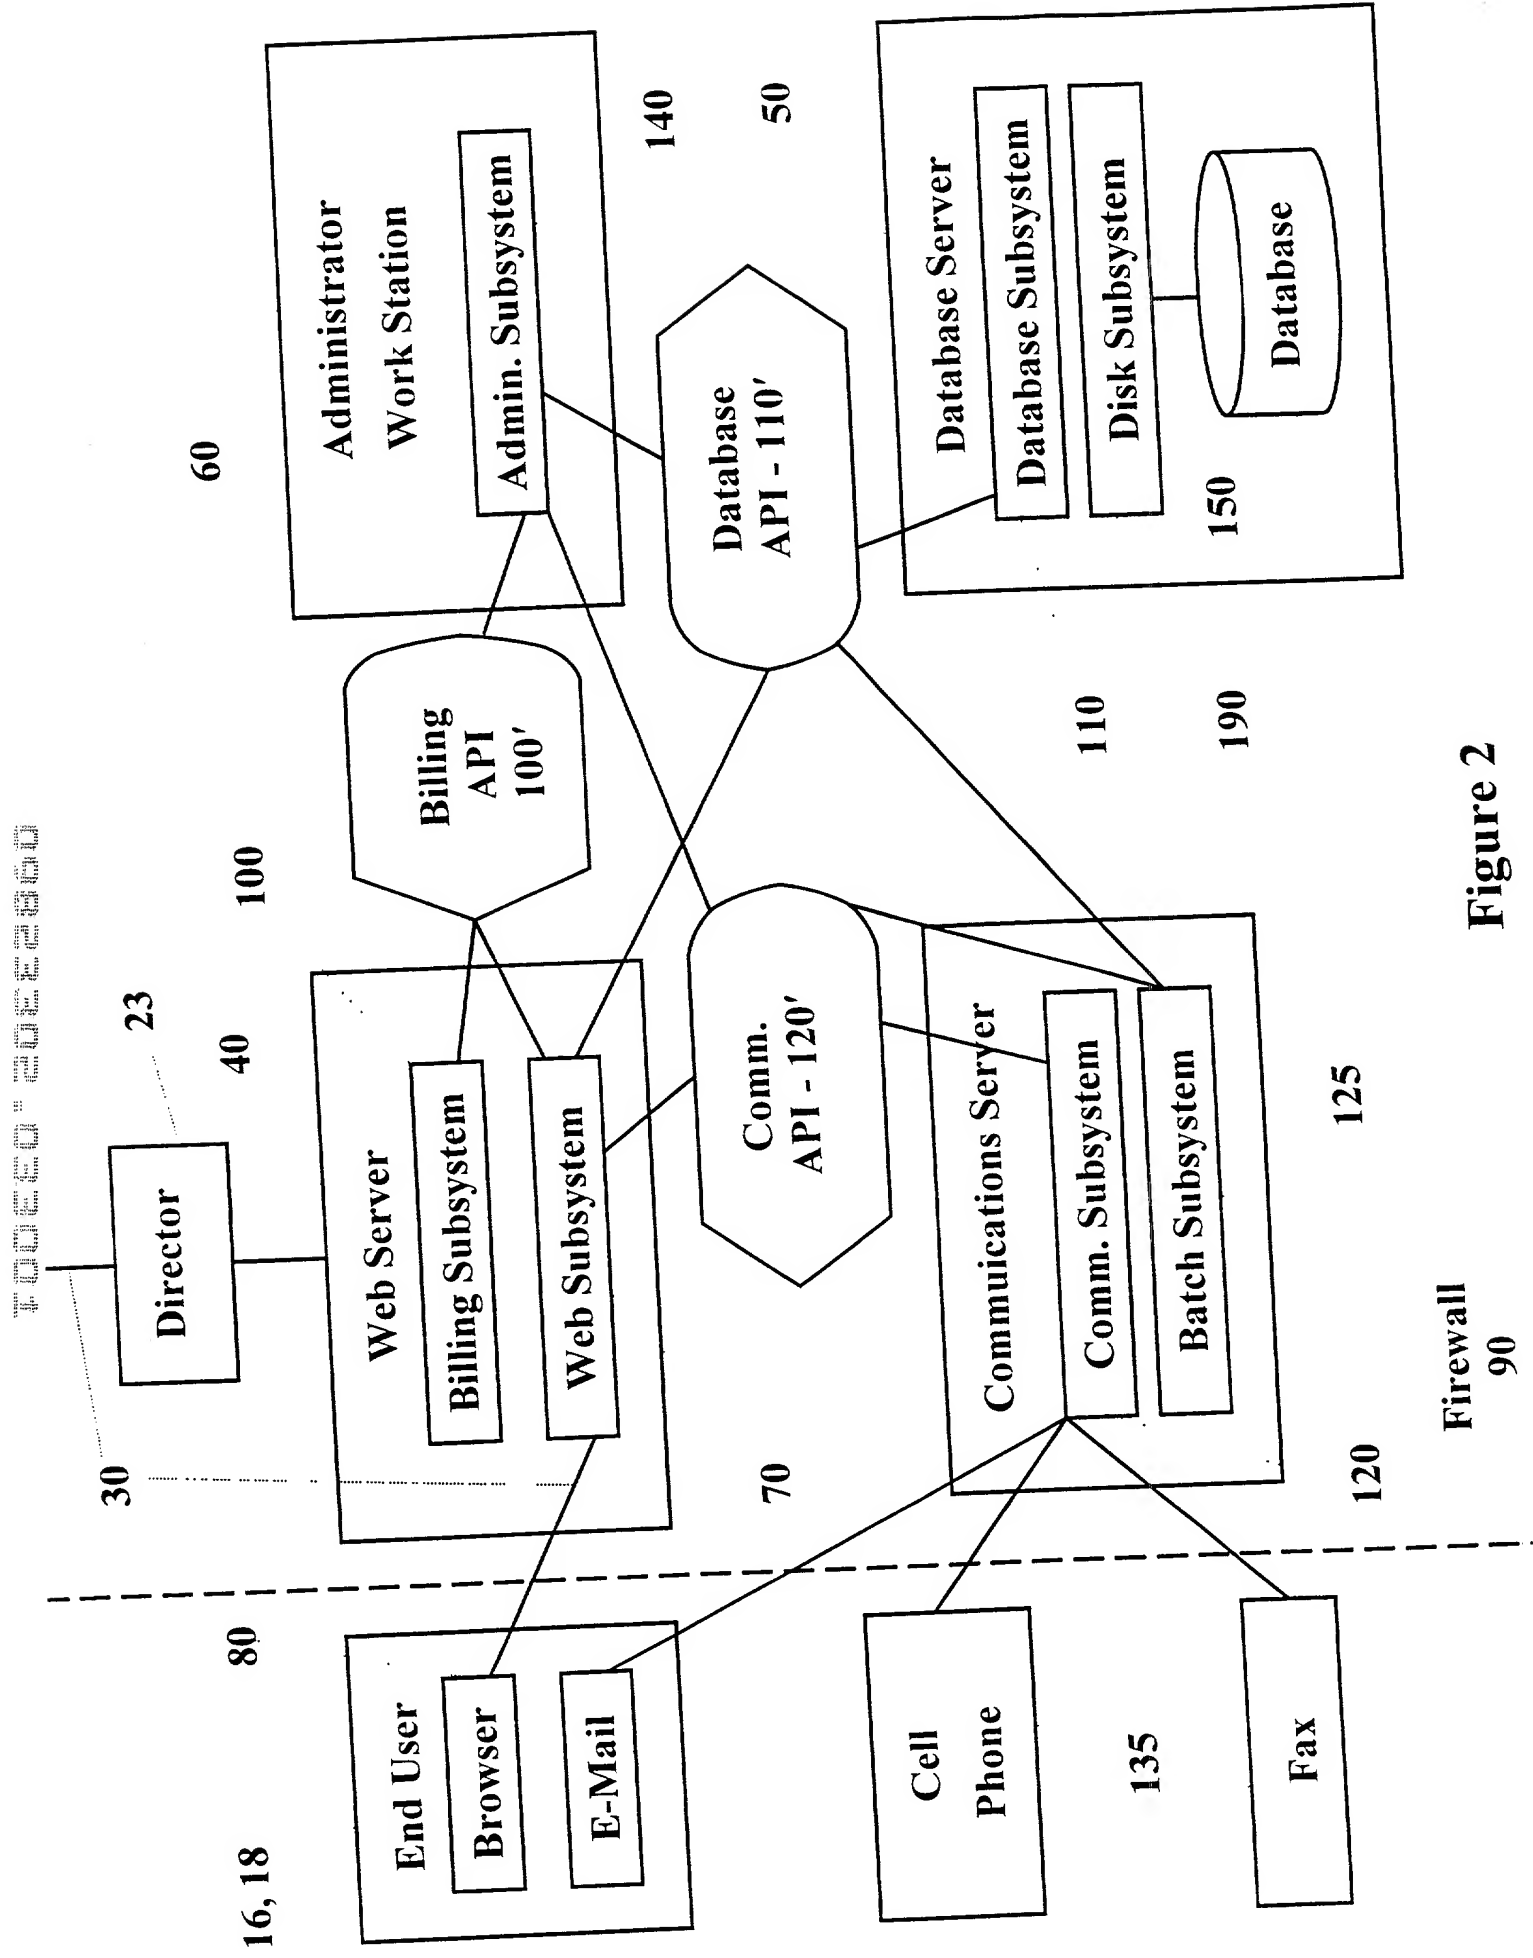 30
Director
23
16, 18
80
40
100
60
End User
Browser
E-Mail
Web Server
Billing Subsystem
Web Subsystem
Billing
API
100′
Administrator
Work Station
Admin. Subsystem
70
140
50
Comm.
API - 120′
Database
API - 110′
Cell
Phone
135
Fax
Commuications Server
Comm. Subsystem
Batch Subsystem
110
190
Database Server
Database Subsystem
Disk Subsystem
150
Database
120
125
Firewall
90
Figure 2